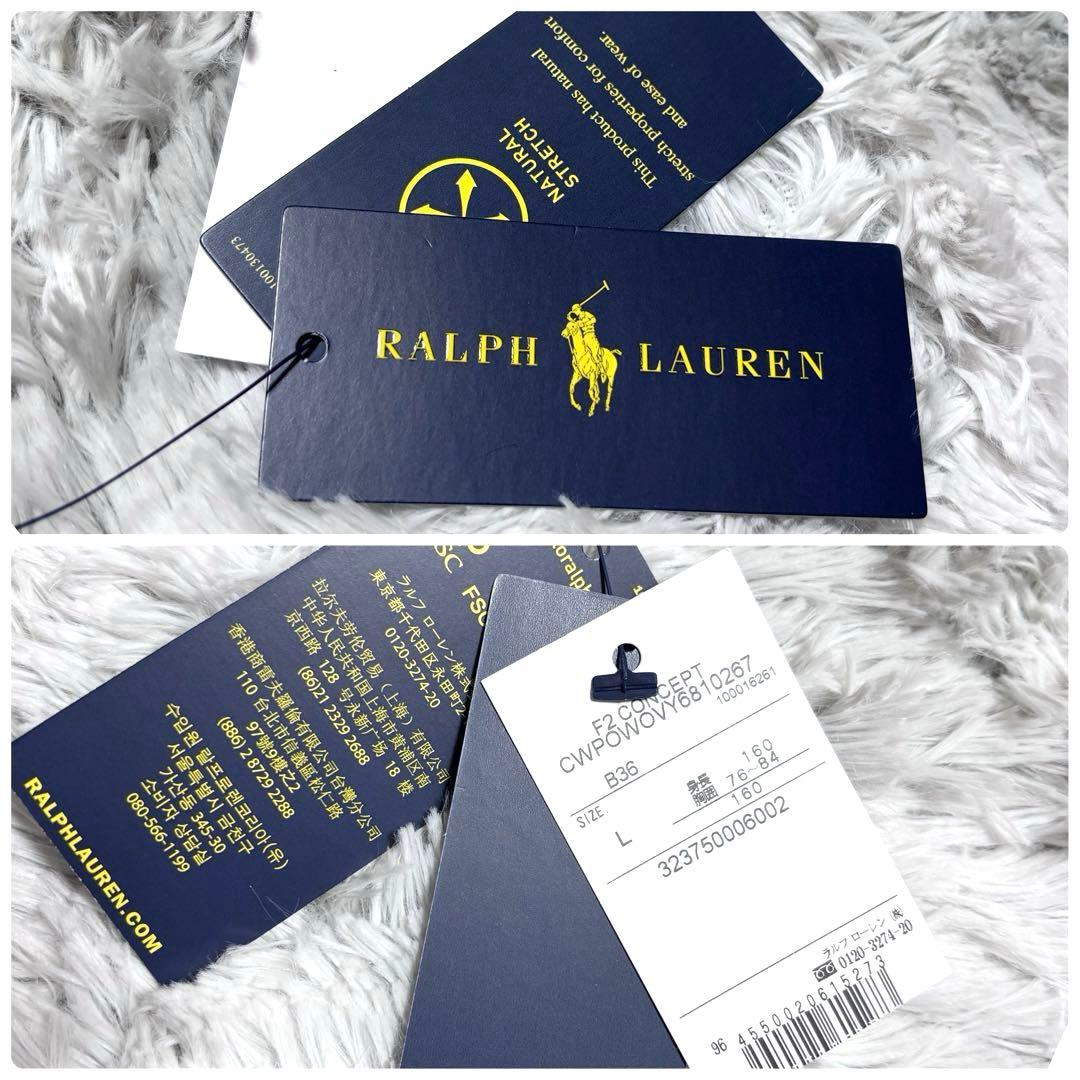 This product has natural
stretch properties for comfort
and ease of wear.
NATURAL
STRETCH
100130473
RALPH LAUREN
FSC
ラルフ ローレン株式
東京都千代田区永田町2
0120-3274-20
拉尔夫劳伦贸易(上海)有限公司
中华人民共和国上海市黄浦区南
京西路 128 号永新广场 18 楼
(86)21 2329 2688
香港商雷夫羅倫有限公司台灣分公司
110 台北市信義區松仁路
97號9樓之2
(886) 2 8729 2288
수입원 랄프로렌코리아(유)
서울특별시 금천구
가산동 345-30
소비자 상담실
080-566-1199
RALPHLAUREN.COM
F2 CONCEPT
CWPOWOVY6810267
100016261
B36
160
SIZE
身長
胸囲
76~84
L
160
323750006002
ラルフ ローレン(株)
0120-3274-20
96 4550020615273